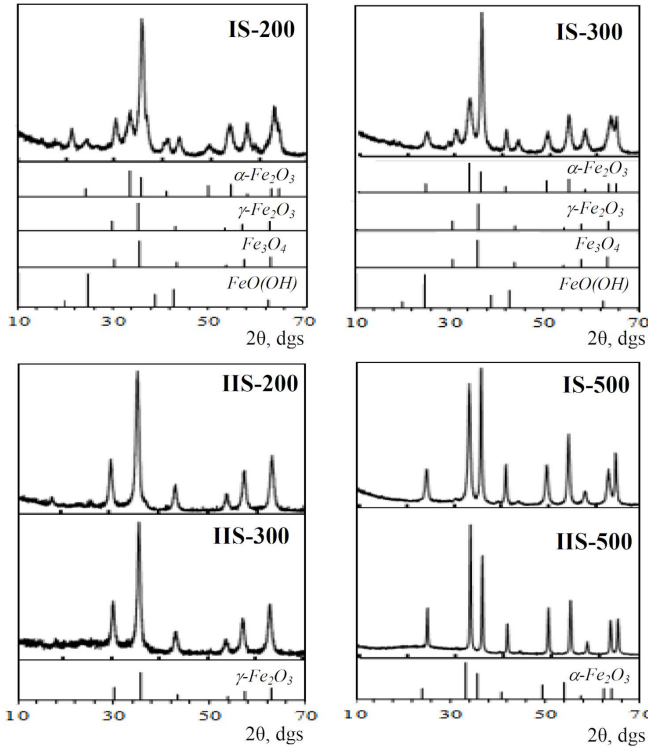 IS-200
α-Fe₂O₃
γ-Fe₂O₃
Fe₃O₄
FeO(OH)
10 30 50 70
2θ, dgs
IS-300
α-Fe₂O₃
γ-Fe₂O₃
Fe₃O₄
FeO(OH)
10 30 50 70
2θ, dgs
IIS-200
IIS-300
γ-Fe₂O₃
10 30 50 70
2θ, dgs
IS-500
IIS-500
α-Fe₂O₃
10 30 50 70
2θ, dgs